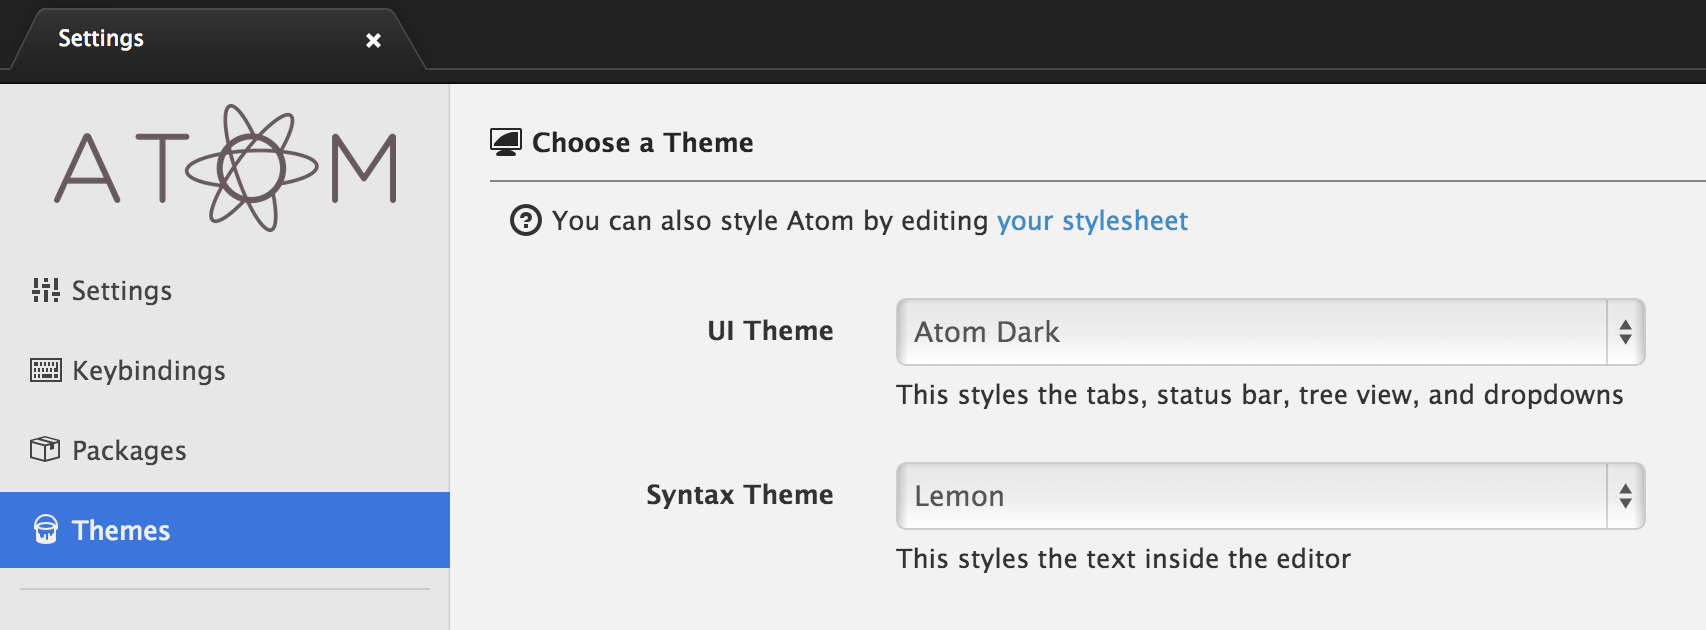 Settings
ATOM
Settings
Keybindings
Packages
Themes
Choose a Theme
You can also style Atom by editing your stylesheet
UI Theme
Atom Dark
This styles the tabs, status bar, tree view, and dropdowns
Syntax Theme
Lemon
This styles the text inside the editor